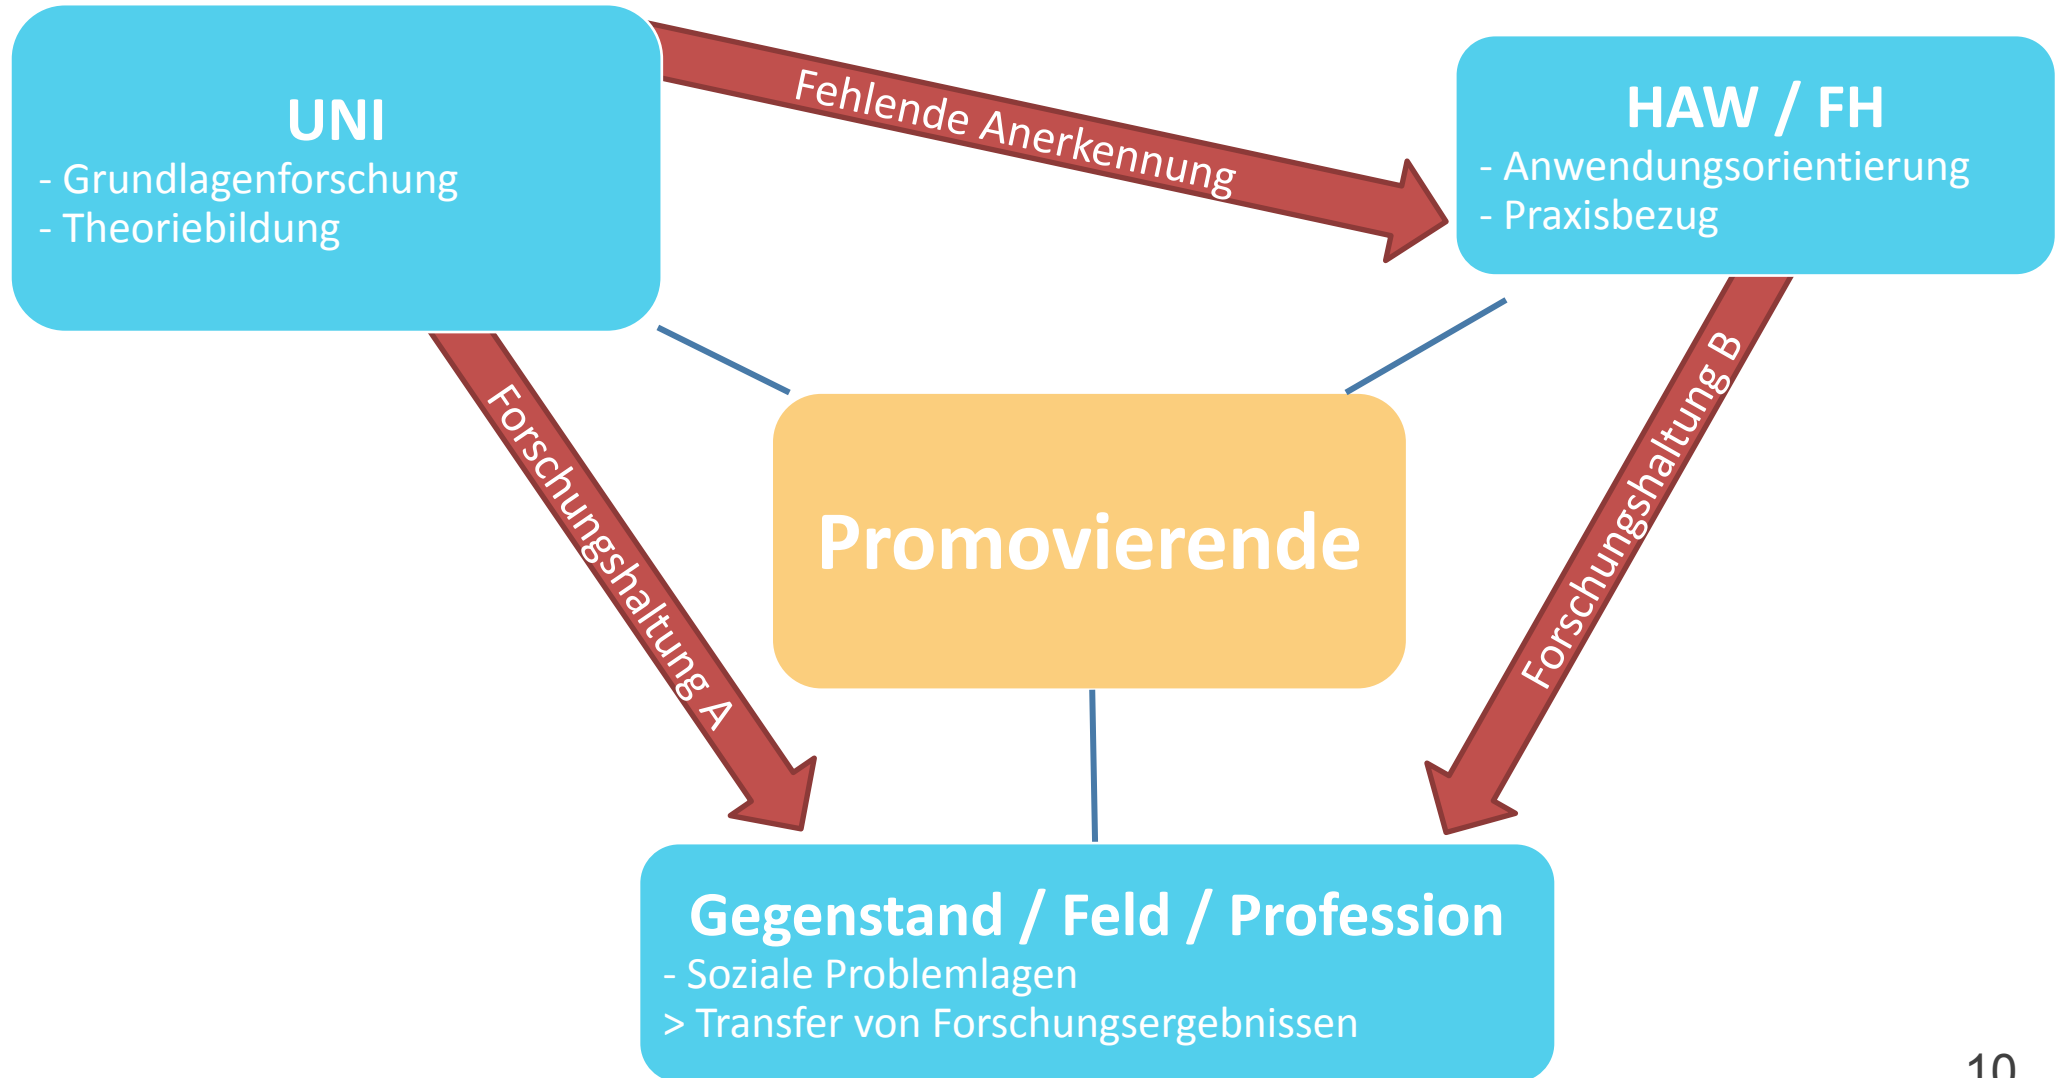 UNI
- Grundlagenforschung
- Theoriebildung
Fehlende Anerkennung
HAW / FH
- Anwendungsorientierung
- Praxisbezug
Forschungshaltung A
Promovierende
Forschungshaltung B
Gegenstand / Feld / Profession
- Soziale Problemlagen
> Transfer von Forschungsergebnissen
10